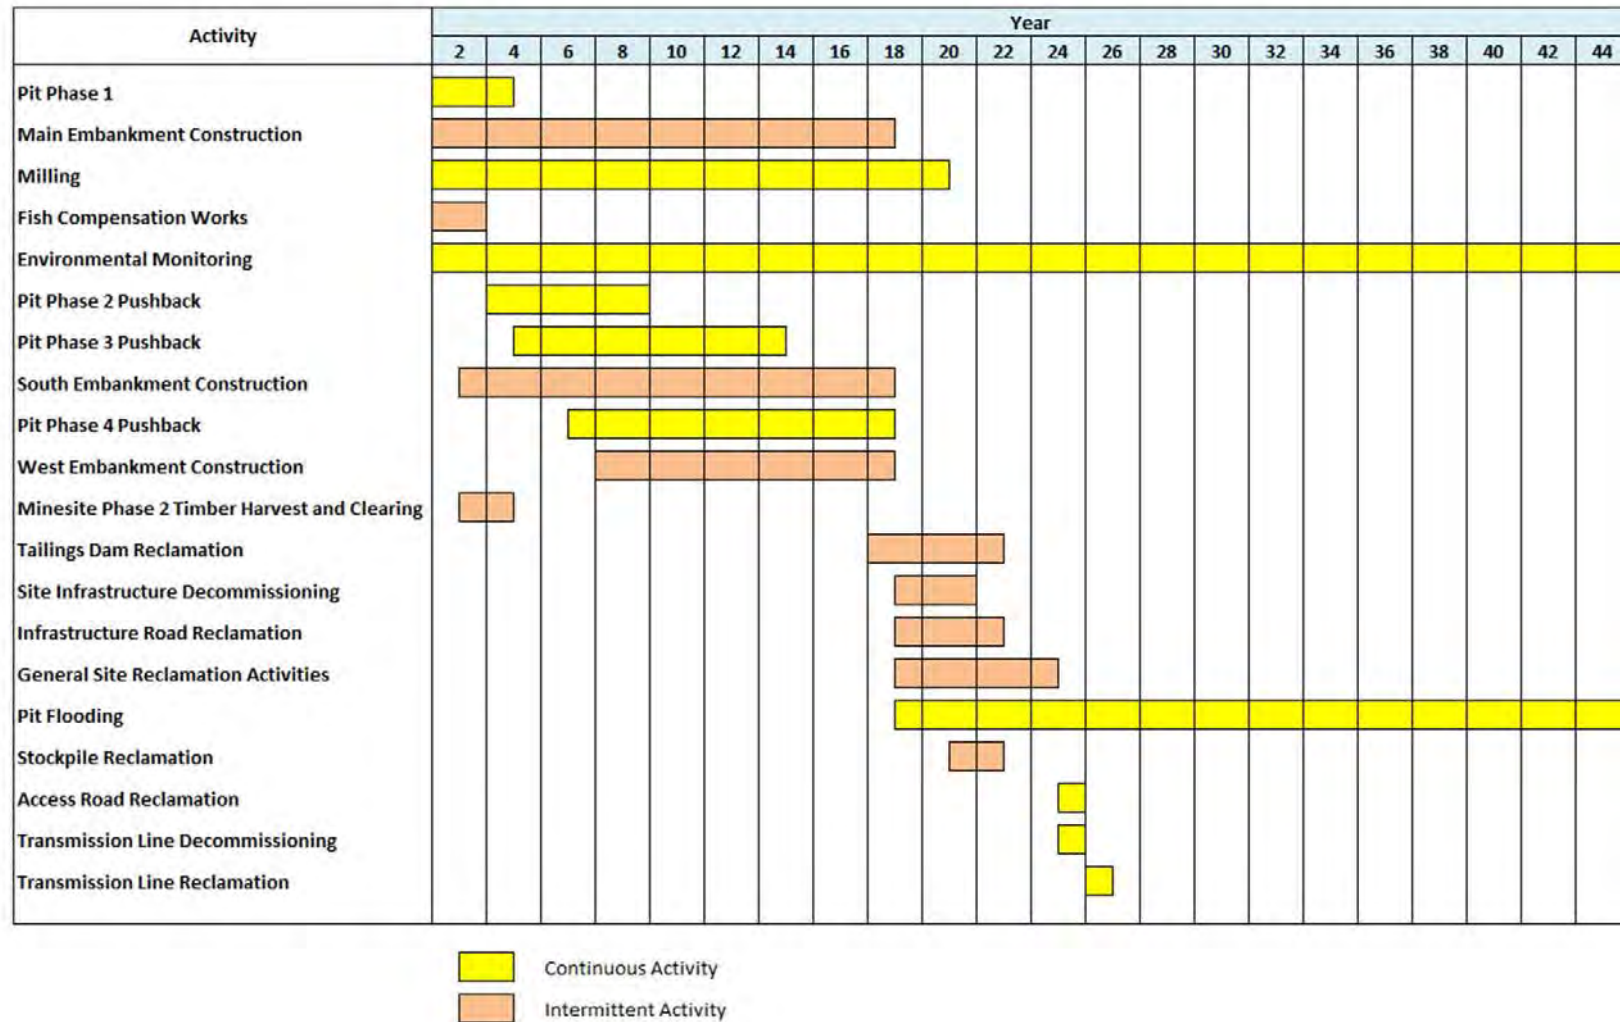 Activity
Year
2 4 6 8 10 12 14 16 18 20 22 24 26 28 30 32 34 36 38 40 42 44
Pit Phase 1
Main Embankment Construction
Milling
Fish Compensation Works
Environmental Monitoring
Pit Phase 2 Pushback
Pit Phase 3 Pushback
South Embankment Construction
Pit Phase 4 Pushback
West Embankment Construction
Minesite Phase 2 Timber Harvest and Clearing
Tailings Dam Reclamation
Site Infrastructure Decommissioning
Infrastructure Road Reclamation
General Site Reclamation Activities
Pit Flooding
Stockpile Reclamation
Access Road Reclamation
Transmission Line Decommissioning
Transmission Line Reclamation
Continuous Activity
Intermittent Activity